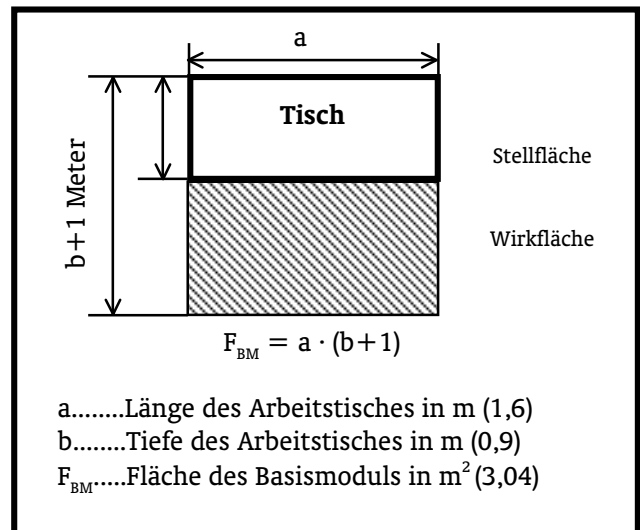 a
Tisch
b+1 Meter
Stellfläche
Wirkfläche
F_BM = a · (b+1)
a........Länge des Arbeitstisches in m (1,6)
b........Tiefe des Arbeitstisches in m (0,9)
F_BM.....Fläche des Basismoduls in m² (3,04)